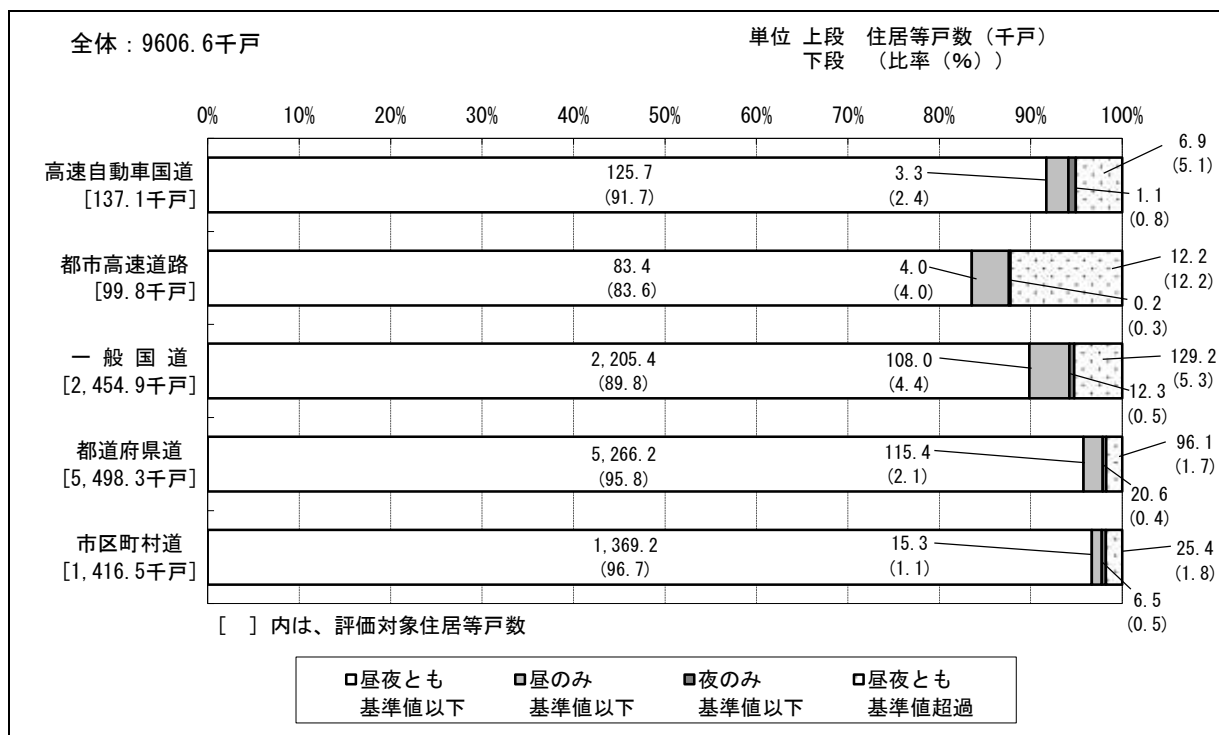 全体：9606.6千戸
単位 上段 住居等戸数（千戸）
下段 （比率（%））
0% 10% 20% 30% 40% 50% 60% 70% 80% 90% 100%
高速自動車国道
[137.1千戸]
125.7
(91.7)
3.3
(2.4)
6.9
(5.1)
1.1
(0.8)
都市高速道路
[99.8千戸]
83.4
(83.6)
4.0
(4.0)
12.2
(12.2)
0.2
(0.3)
一般国道
[2,454.9千戸]
2,205.4
(89.8)
108.0
(4.4)
129.2
(5.3)
12.3
(0.5)
都道府県道
[5,498.3千戸]
5,266.2
(95.8)
115.4
(2.1)
96.1
(1.7)
20.6
(0.4)
市区町村道
[1,416.5千戸]
1,369.2
(96.7)
15.3
(1.1)
25.4
(1.8)
6.5
(0.5)
[ ]内は、評価対象住居等戸数
昼夜とも
基準値以下
昼のみ
基準値以下
夜のみ
基準値以下
昼夜とも
基準値超過